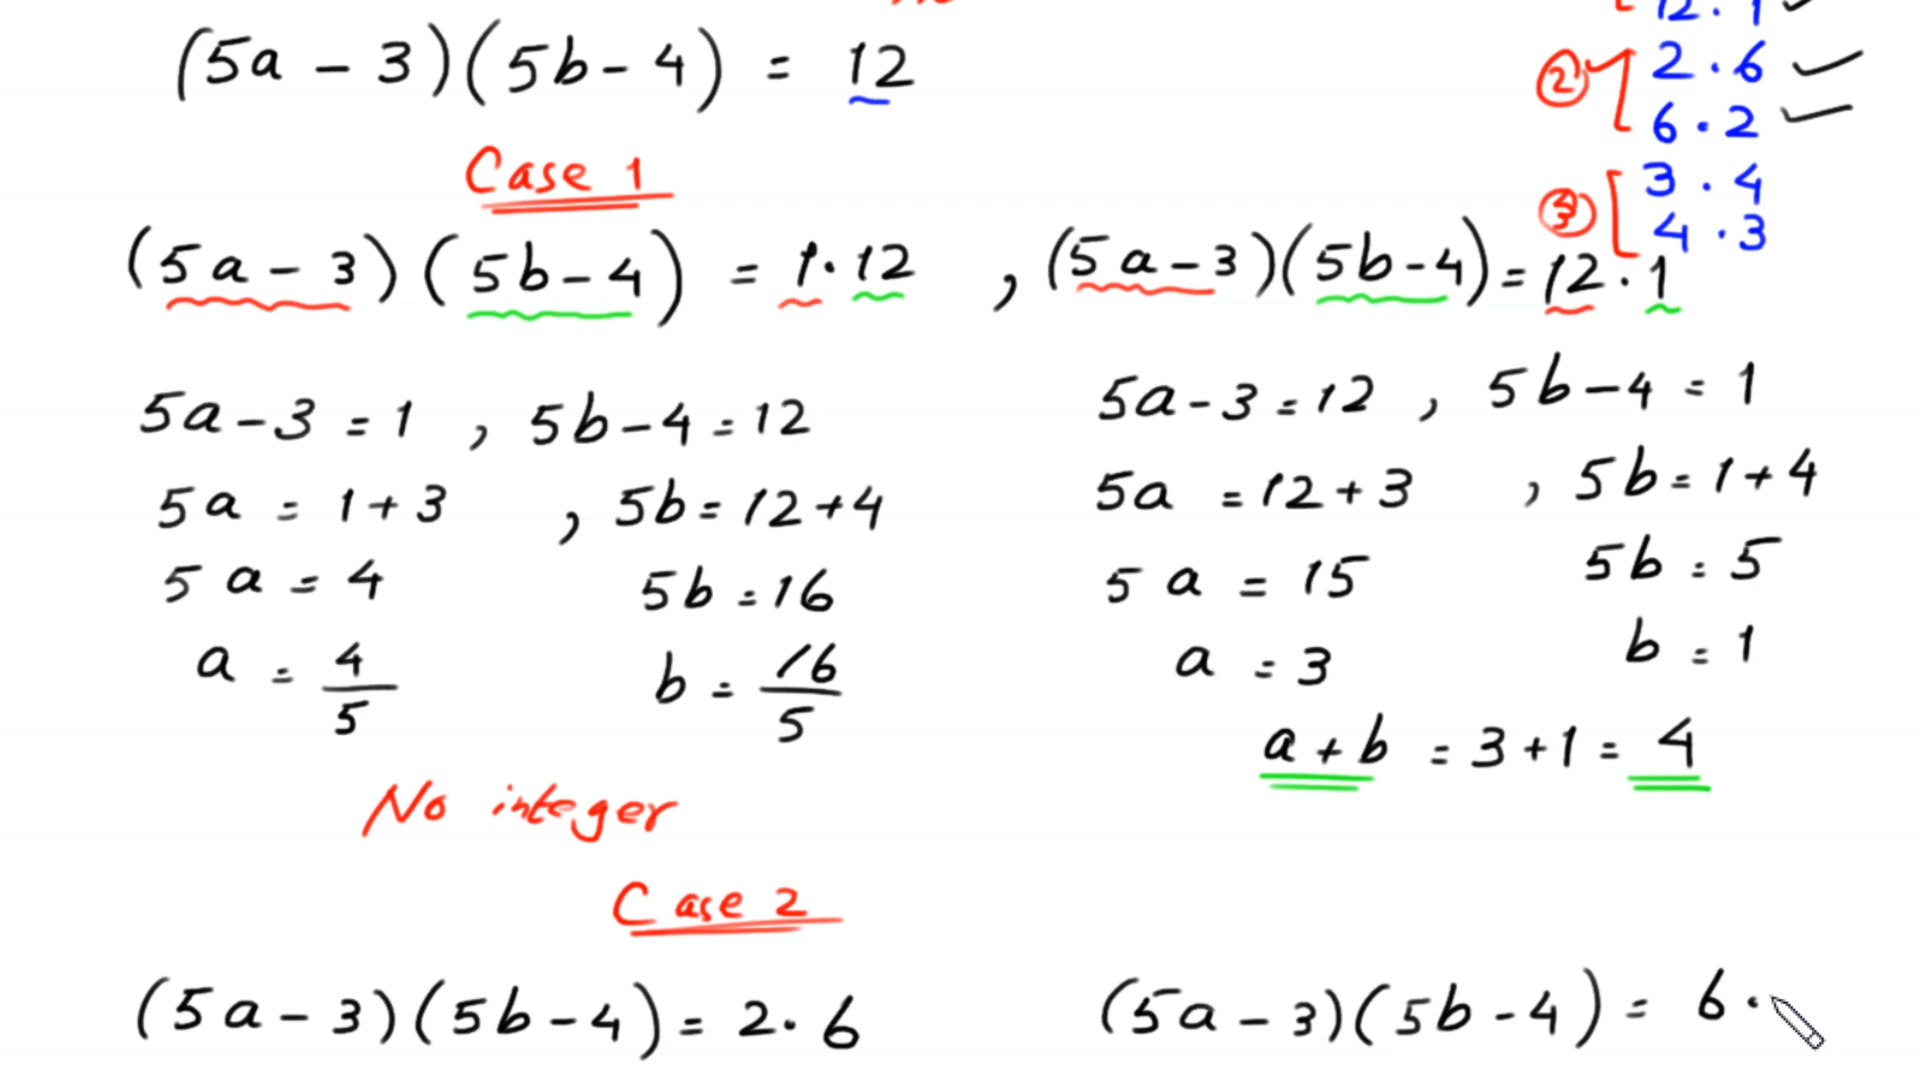 (5a - 3)(5b - 4) = 12
12 · 1 ✓
② 2 · 6 ✓
6 · 2 ✓
③ 3 · 4
4 · 3
Case 1
(5a - 3)(5b - 4) = 1 · 12 , (5a - 3)(5b - 4) = 12 · 1
5a - 3 = 1 , 5b - 4 = 12
5a = 1 + 3 , 5b = 12 + 4
5a = 4 5b = 16
a = 4/5 b = 16/5
No integer
5a - 3 = 12 , 5b - 4 = 1
5a = 12 + 3 , 5b = 1 + 4
5a = 15 5b = 5
a = 3 b = 1
a + b = 3 + 1 = 4
Case 2
(5a - 3)(5b - 4) = 2 · 6 (5a - 3)(5b - 4) = 6 ·